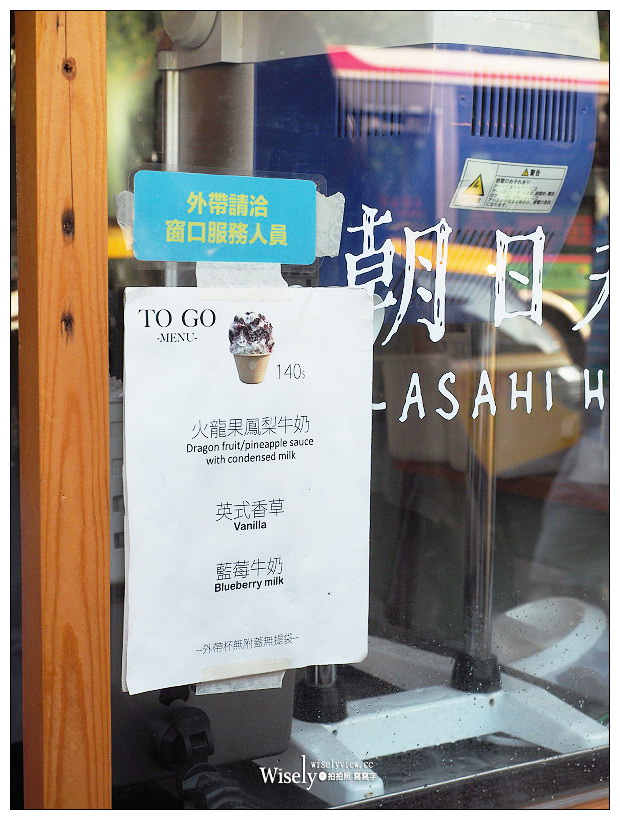 外帶請洽
窗口服務人員
TO GO
-MENU-
140$
火龍果鳳梨牛奶
Dragon fruit/pineapple sauce
with condensed milk
英式香草
Vanilla
藍莓牛奶
Blueberry milk
--外帶杯無附蓋無提袋--
警告
朝日
ASAHI H
wiselyview.cc
Wisely 拍拍照 寫寫字